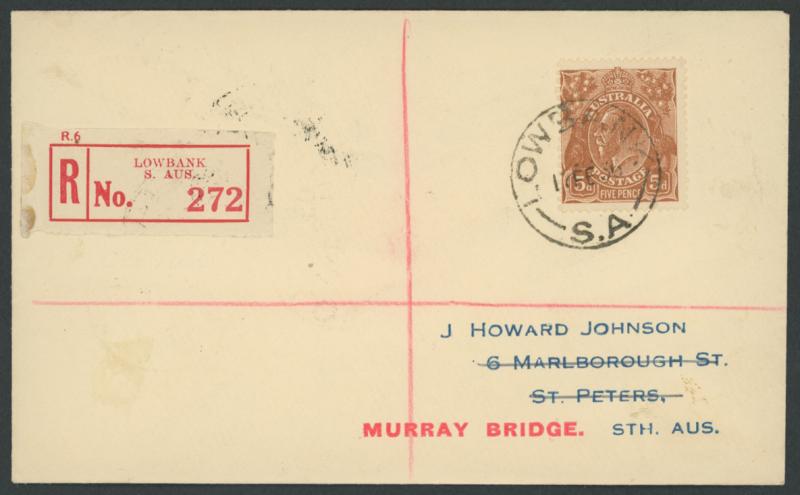 R.6
LOWBANK
S. AUS.
R No. 272
AUSTRALIA
POSTAGE
5d FIVE PENCE 5d
LOWBANK
S.A.
J HOWARD JOHNSON
6 MARLBOROUGH ST.
ST. PETERS,
MURRAY BRIDGE. STH. AUS.